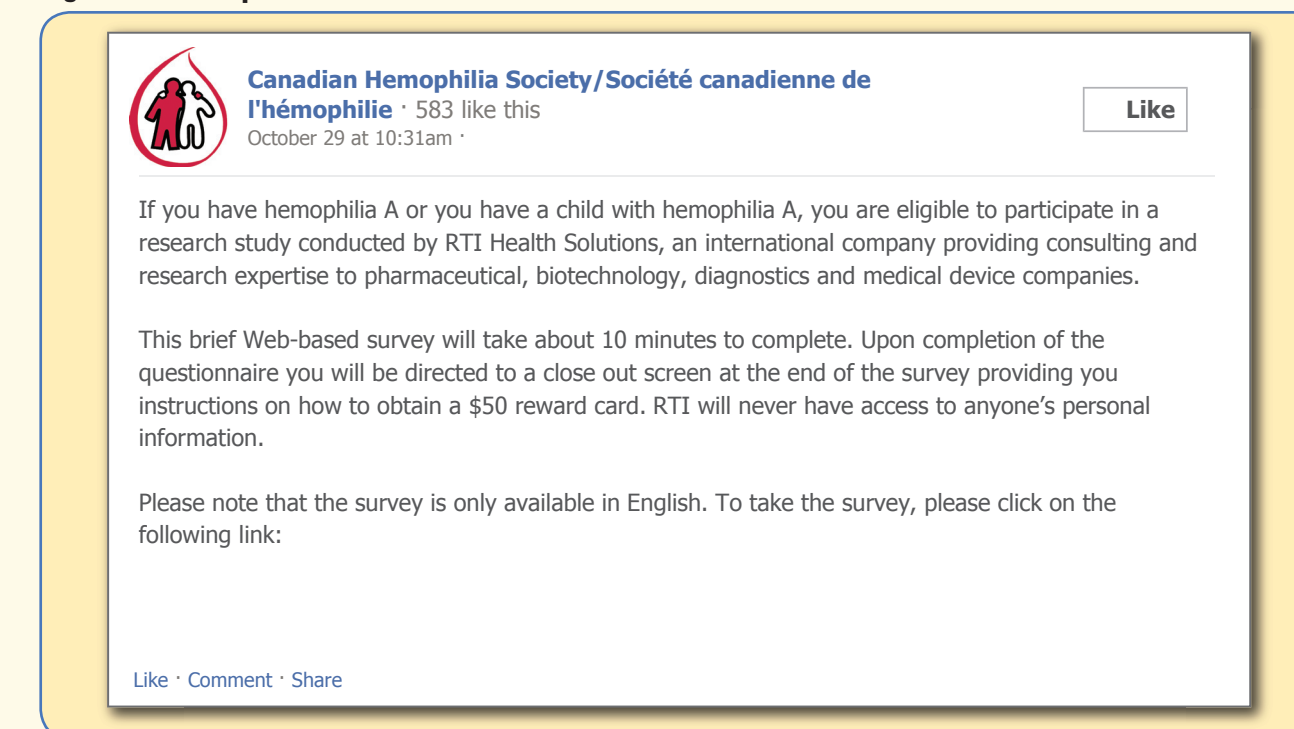 Canadian Hemophilia Society/Société canadienne de
l'hémophilie · 583 like this
October 29 at 10:31am ·
Like
If you have hemophilia A or you have a child with hemophilia A, you are eligible to participate in a
research study conducted by RTI Health Solutions, an international company providing consulting and
research expertise to pharmaceutical, biotechnology, diagnostics and medical device companies.
This brief Web-based survey will take about 10 minutes to complete. Upon completion of the
questionnaire you will be directed to a close out screen at the end of the survey providing you
instructions on how to obtain a $50 reward card. RTI will never have access to anyone’s personal
information.
Please note that the survey is only available in English. To take the survey, please click on the
following link:
Like · Comment · Share